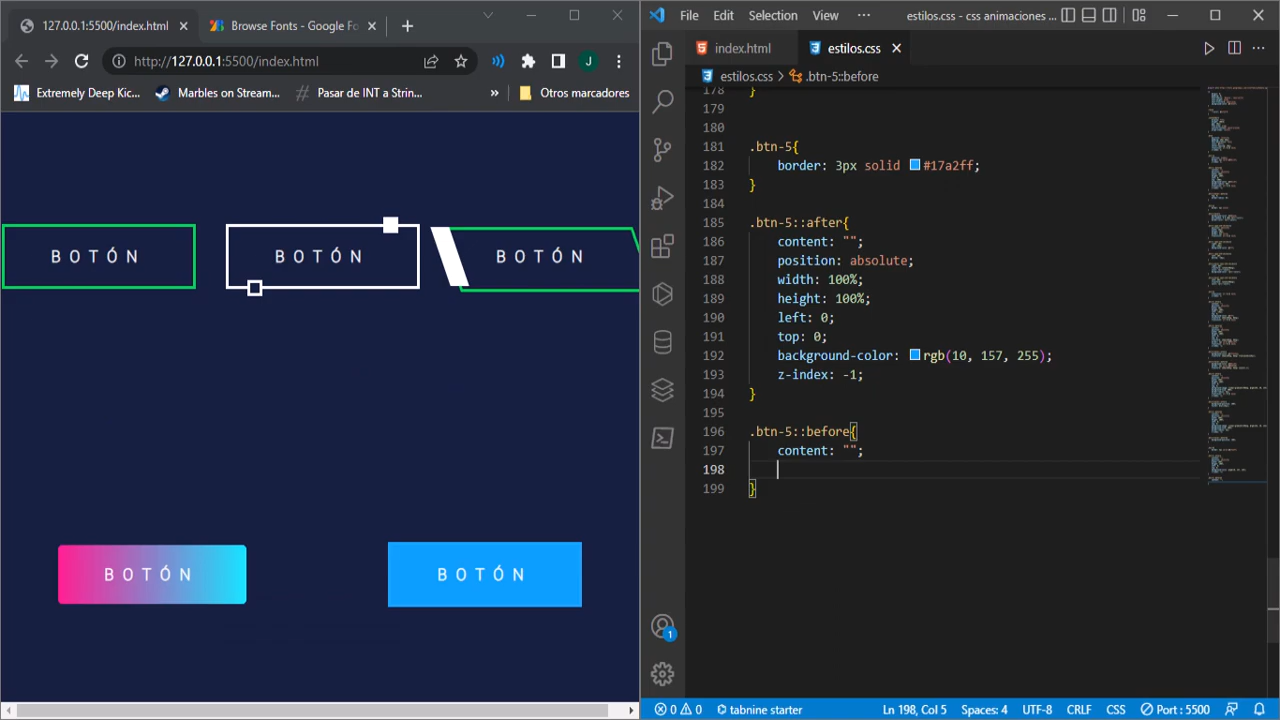 127.0.0.1:5500/index.html
Browse Fonts - Google Fo
File Edit Selection View ···
estilos.css - css animaciones ...
http://127.0.0.1:5500/index.html
J
Extremely Deep Kic...
Marbles on Stream...
Pasar de INT a Strin...
»
Otros marcadores
index.html
estilos.css
estilos.css > .btn-5::before
BOTÓN
BOTÓN
BOTÓN
BOTÓN
BOTÓN
178 }
179
180
181 .btn-5{
182 border: 3px solid #17a2ff;
183 }
184
185 .btn-5::after{
186 content: "";
187 position: absolute;
188 width: 100%;
189 height: 100%;
190 left: 0;
191 top: 0;
192 background-color: rgb(10, 157, 255);
193 z-index: -1;
194 }
195
196 .btn-5::before{
197 content: "";
198
199 }
1
0 0 tabnine starter Ln 198, Col 5 Spaces: 4 UTF-8 CRLF CSS Port : 5500